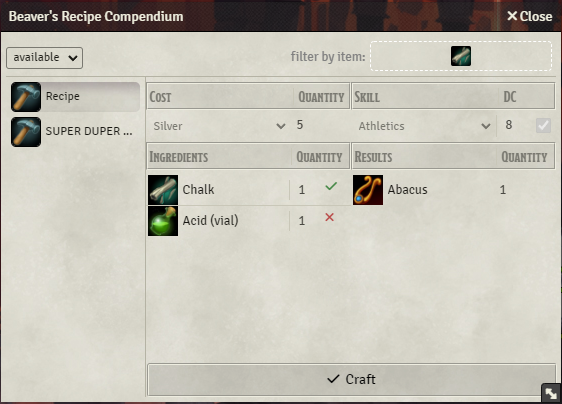 Beaver's Recipe Compendium Close
available filter by item:
Recipe
SUPER DUPER ...
Cost Quantity Skill DC
Silver 5 Athletics 8
Ingredients Quantity Results Quantity
Chalk 1 Abacus 1
Acid (vial) 1
Craft